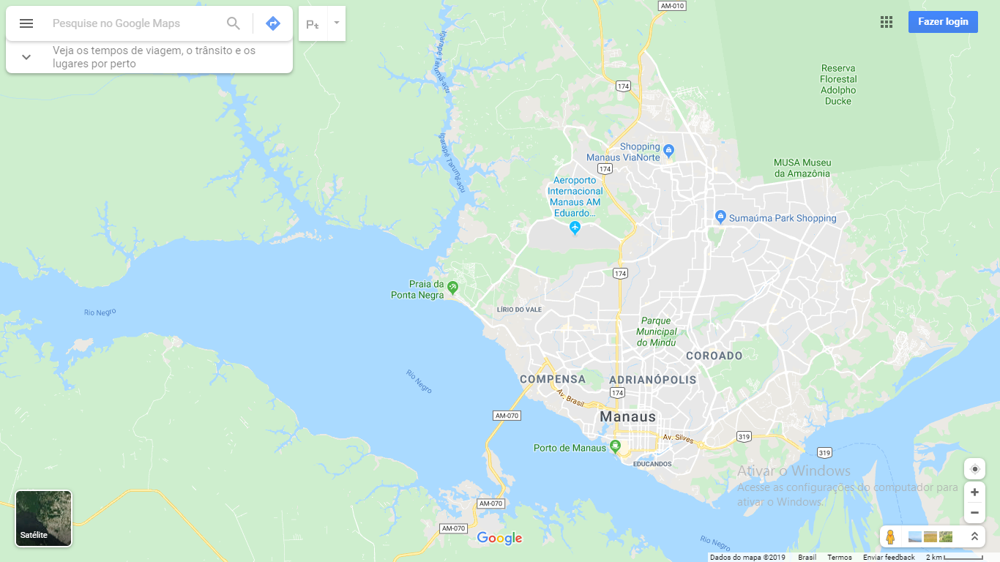 AM-010
Pesquise no Google Maps
Fazer login
Veja os tempos de viagem, o trânsito e os
lugares por perto
Igarapé Tarumã-açu
Reserva
Florestal
Adolpho
Ducke
174
Igarapé Tarumã-açu
Shopping
Manaus ViaNorte
MUSA Museu
da Amazônia
174
Aeroporto
Internacional
Manaus AM
Eduardo...
Sumaúma Park Shopping
174
Praia da
Ponta Negra
LÍRIO DO VALE
Rio Negro
Parque
Municipal
do Mindu
COROADO
Rio Negro
COMPENSA
ADRIANÓPOLIS
174
Av. Brasil
AM-070
Manaus
Av. Silves
319
Porto de Manaus
319
EDUCANDOS
Ativar o Windows
Acesse as configurações do computador para
ativar o Windows.
AM-070
AM-070
Satélite
Google
Rio Negro
Dados do mapa ©2019 Brasil Termos Enviar feedback 2 km